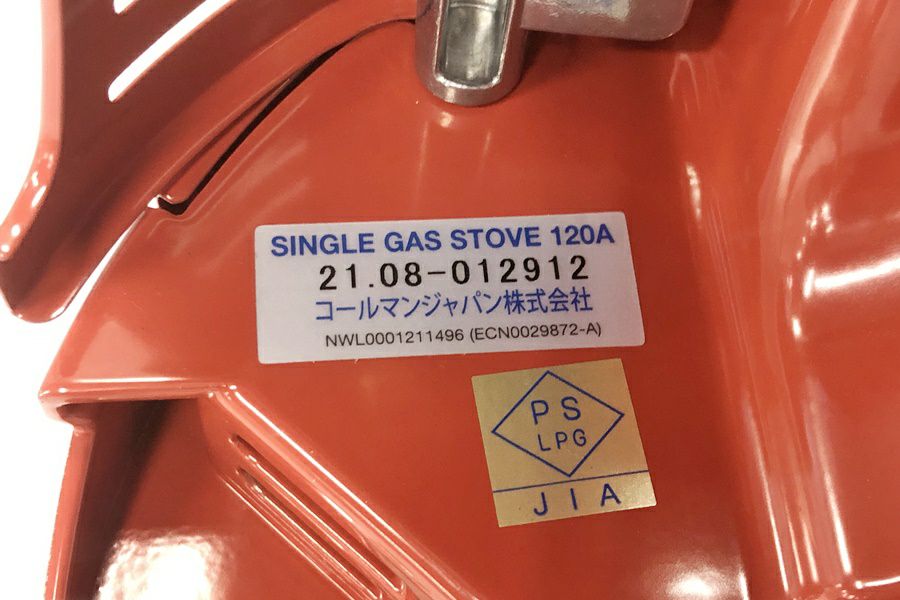 SINGLE GAS STOVE 120A
21.08-012912
コールマンジャパン株式会社
NWL0001211496 (ECN0029872-A)
PS
LPG
JIA